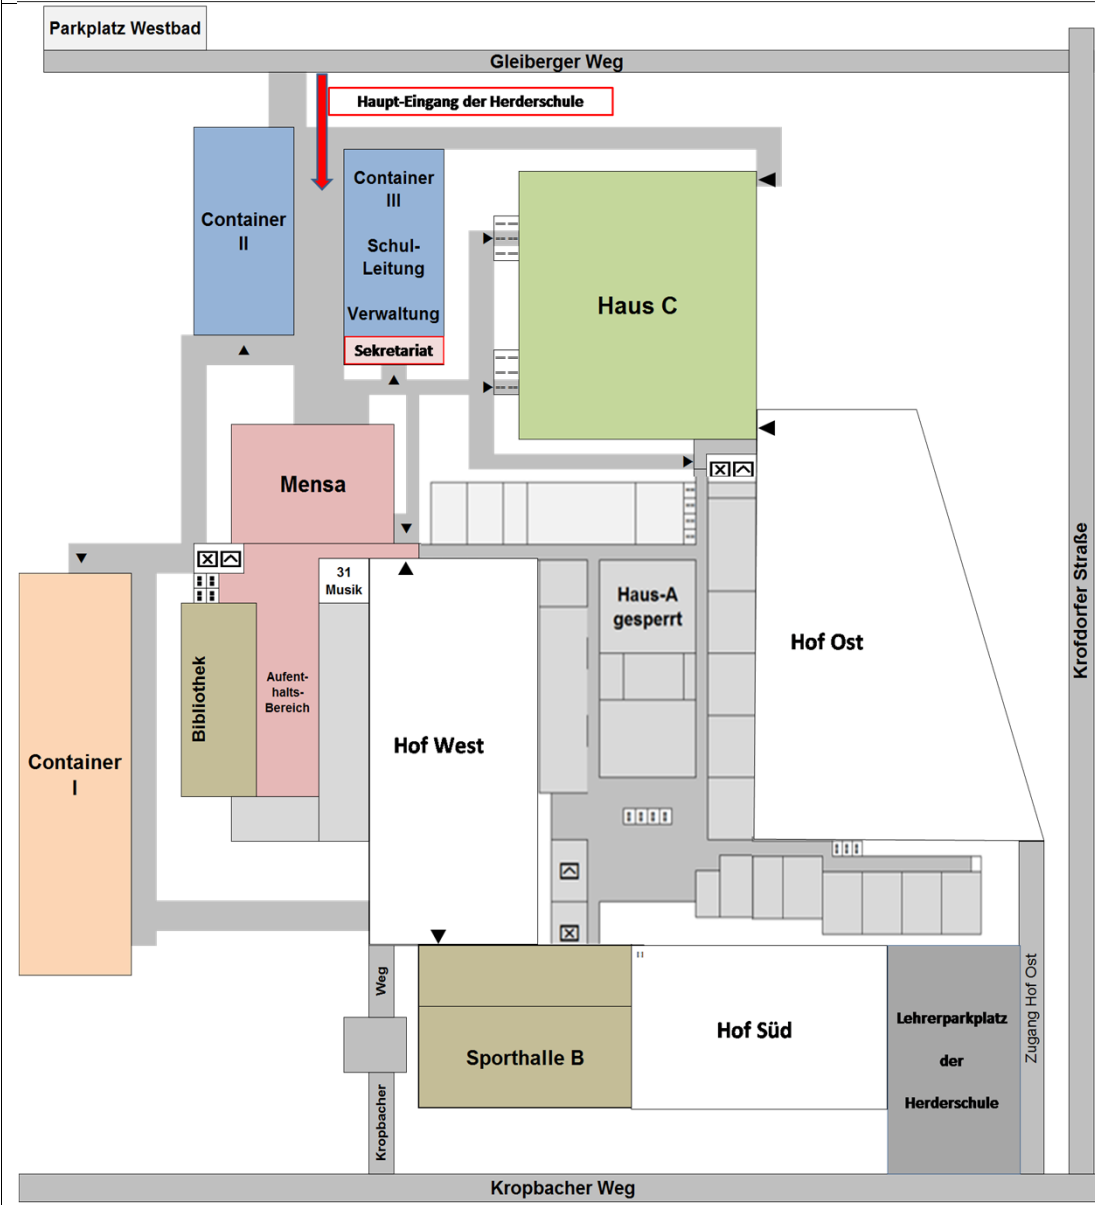 Parkplatz Westbad
Gleiberger Weg
Haupt-Eingang der Herderschule
Container
II
Container
III
Schul-
Leitung
Verwaltung
Sekretariat
Haus C
Mensa
31
Musik
Haus-A
gesperrt
Hof Ost
Krofdorfer Straße
Bibliothek
Aufent-
halts-
Bereich
Hof West
Container
I
Weg
Kropbacher
Sporthalle B
Hof Süd
Lehrerparkplatz
der
Herderschule
Zugang Hof Ost
Kropbacher Weg